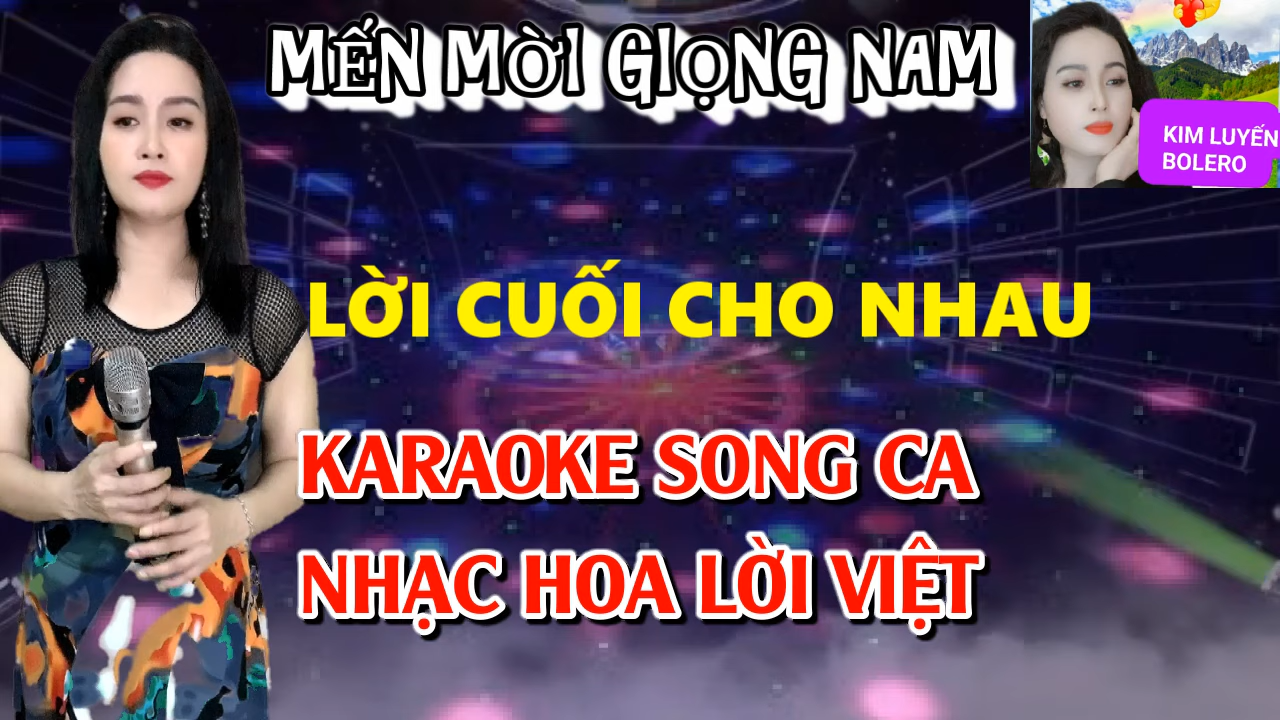 MẾN MỜI GIỌNG NAM
KIM LUYẾN
BOLERO
LỜI CUỐI CHO NHAU
KARAOKE SONG CA
NHẠC HOA LỜI VIỆT